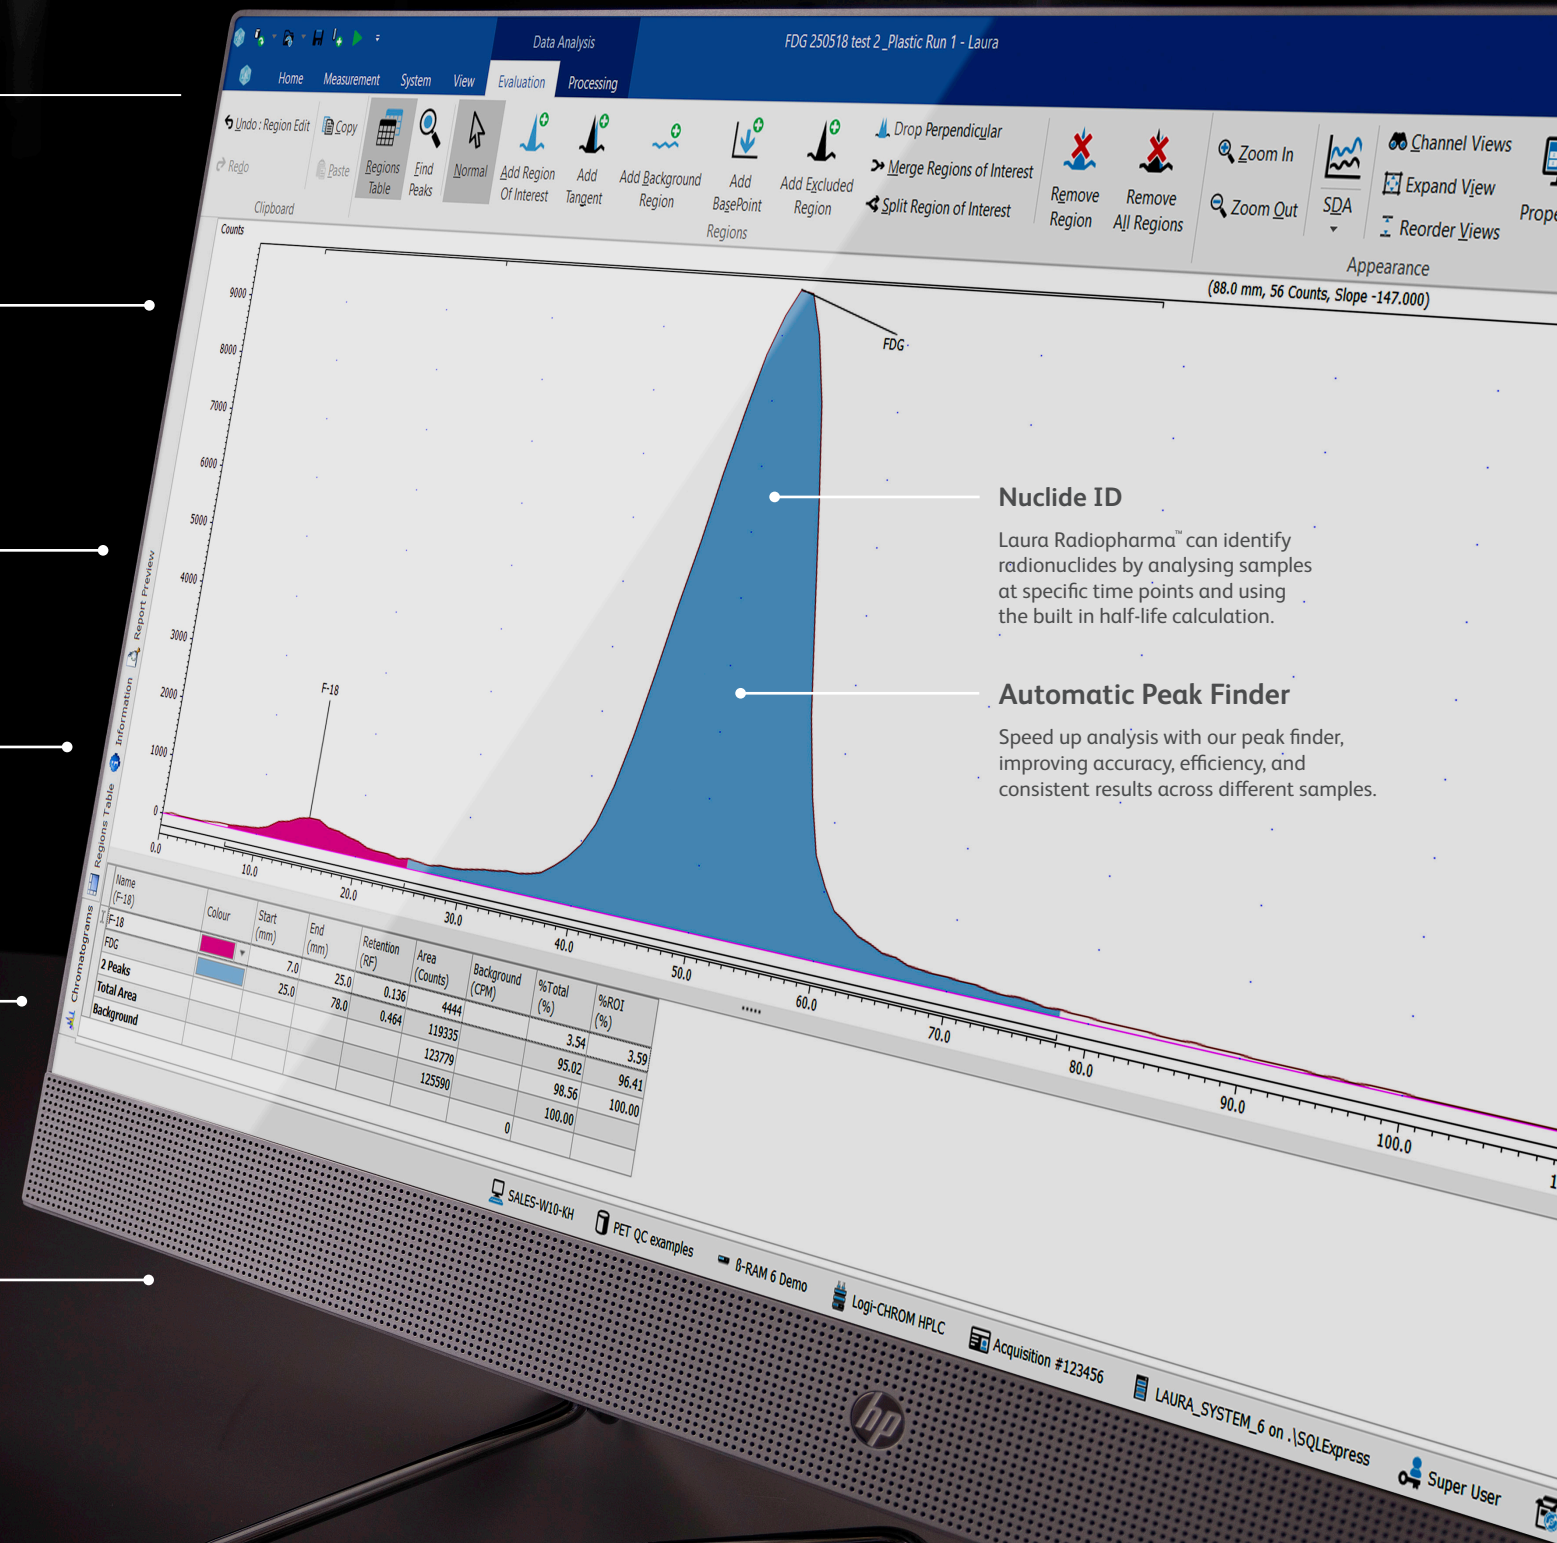 Data Analysis
FDG 250518 test 2 _Plastic Run 1 - Laura
Home Measurement System View Evaluation Processing
Undo : Region Edit
Redo
Copy
Paste
Clipboard
Regions Table
Find Peaks
Normal
Add Region Of Interest
Add Tangent
Add Background Region
Add BasePoint
Add Excluded Region
Drop Perpendicular
Merge Regions of Interest
Split Region of Interest
Regions
Remove Region
Remove All Regions
Zoom In
Zoom Out
SDA
Channel Views
Expand View
Reorder Views
Appearance
Counts
(88.0 mm, 56 Counts, Slope -147.000)
9000
8000
7000
6000
5000
4000
3000
2000
1000
0
FDG
F-18
Nuclide ID
Laura Radiopharma™ can identify
radionuclides by analysing samples
at specific time points and using
the built in half-life calculation.
Automatic Peak Finder
Speed up analysis with our peak finder,
improving accuracy, efficiency, and
consistent results across different samples.
0.0 10.0 20.0 30.0 40.0 50.0 60.0 70.0 80.0 90.0 100.0
Report Preview
Information
Regions Table
Chromatograms
Name (F-18) Colour Start (mm) End (mm) Retention (RF) Area (Counts) Background (CPM) %Total (%) %ROI (%)
F-18 7.0 25.0 0.136 4444 3.54 3.59
FDG 25.0 78.0 0.464 119335 95.02 96.41
2 Peaks 123779 98.56 100.00
Total Area 125590 100.00
Background 0
SALES-W10-KH
PET QC examples
ß-RAM 6 Demo
Logi-CHROM HPLC
Acquisition #123456
LAURA_SYSTEM_6 on .\SQLExpress
Super User
hp